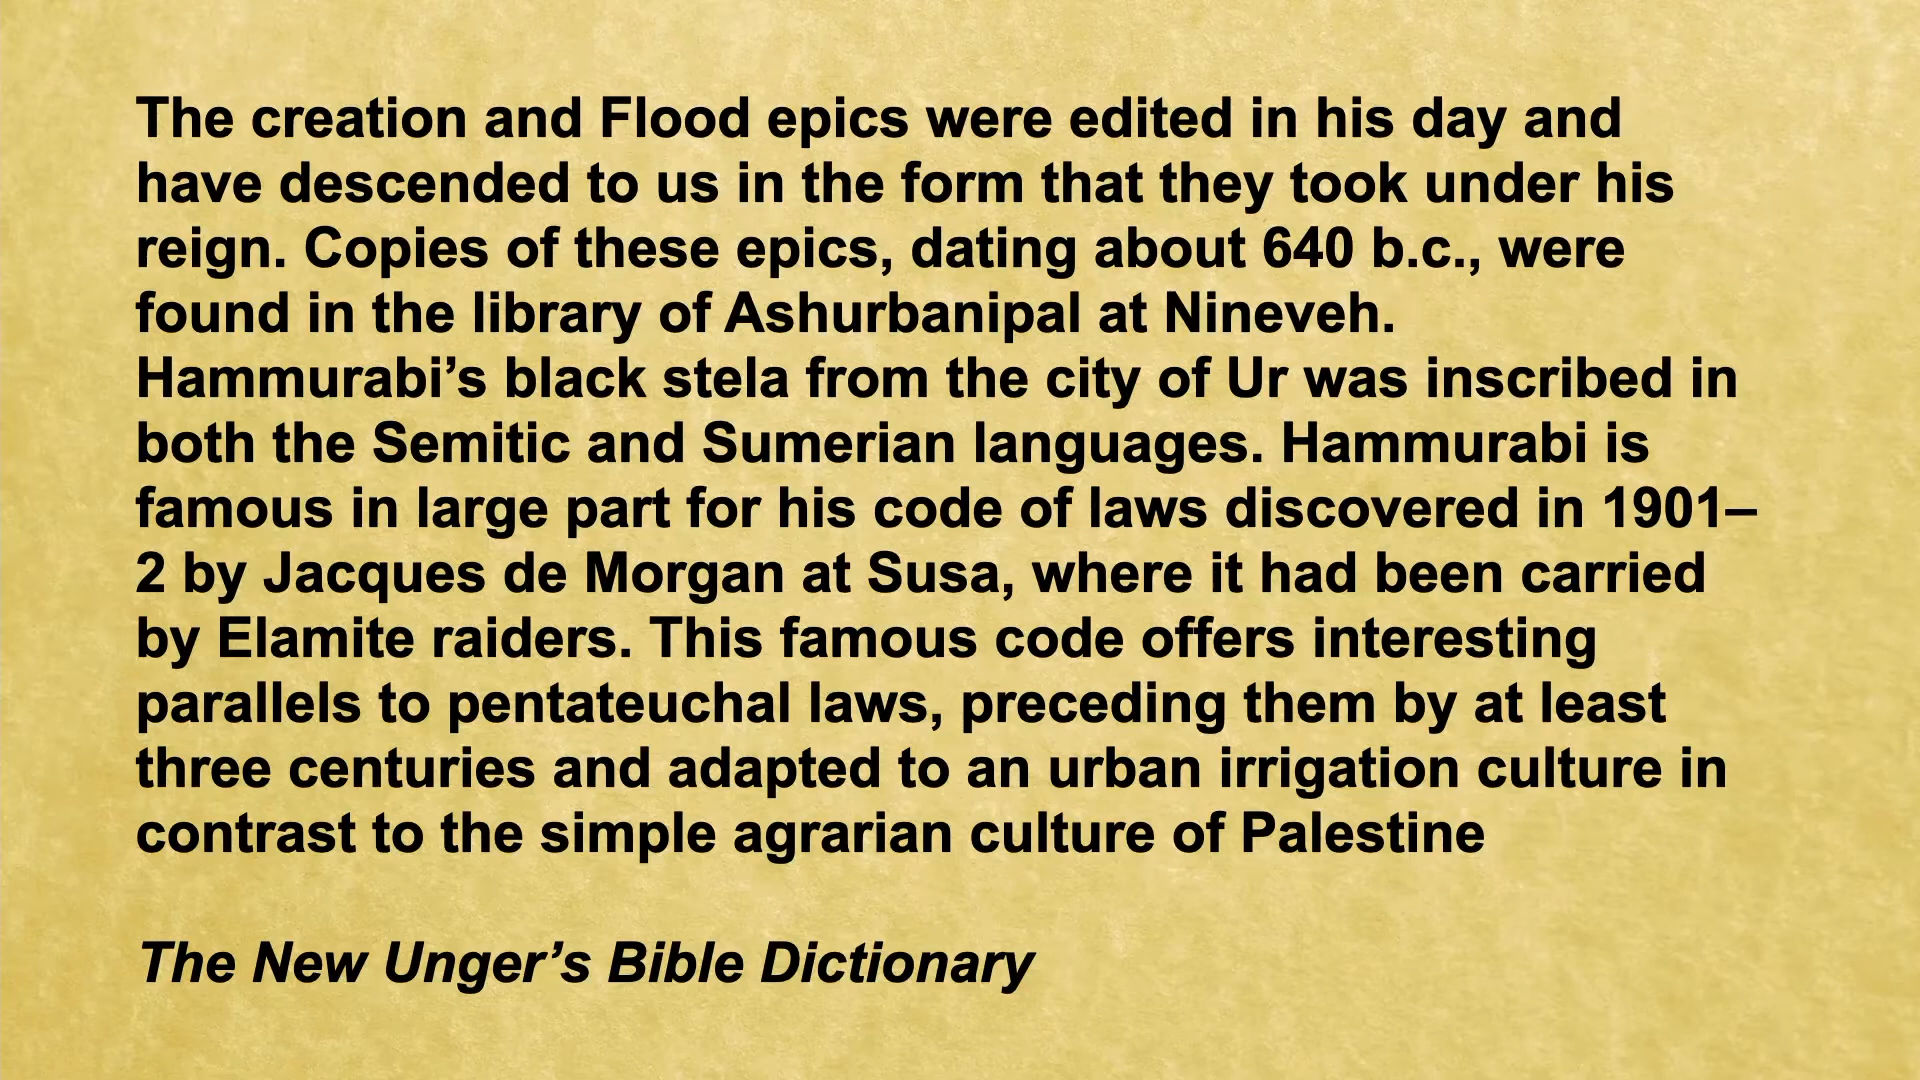 The creation and Flood epics were edited in his day and
have descended to us in the form that they took under his
reign. Copies of these epics, dating about 640 b.c., were
found in the library of Ashurbanipal at Nineveh.
Hammurabi’s black stela from the city of Ur was inscribed in
both the Semitic and Sumerian languages. Hammurabi is
famous in large part for his code of laws discovered in 1901–
2 by Jacques de Morgan at Susa, where it had been carried
by Elamite raiders. This famous code offers interesting
parallels to pentateuchal laws, preceding them by at least
three centuries and adapted to an urban irrigation culture in
contrast to the simple agrarian culture of Palestine
The New Unger’s Bible Dictionary